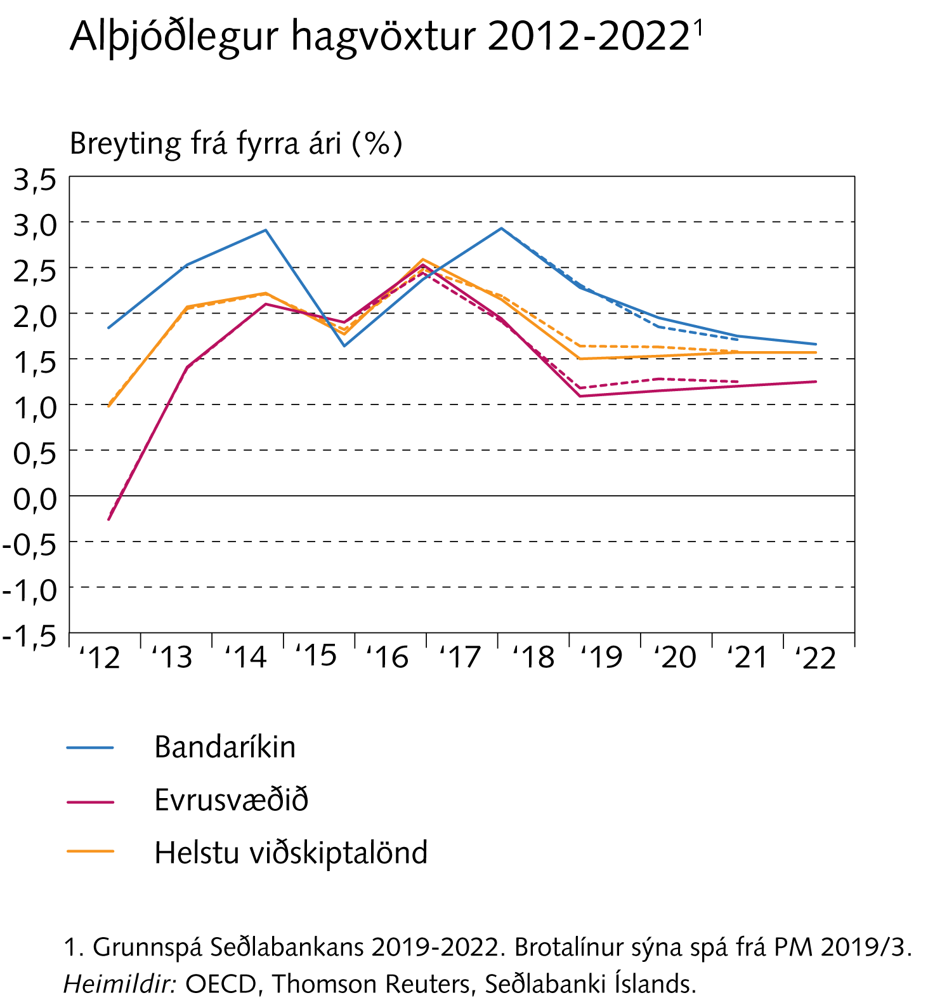 Alþjóðlegur hagvöxtur 2012-2022¹
Breyting frá fyrra ári (%)
3,5
3,0
2,5
2,0
1,5
1,0
0,5
0,0
-0,5
-1,0
-1,5
‘12 ‘13 ‘14 ‘15 ‘16 ‘17 ‘18 ‘19 ‘20 ‘21 ‘22
Bandaríkin
Evrusvæðið
Helstu viðskiptalönd
1. Grunnspá Seðlabankans 2019-2022. Brotalínur sýna spá frá PM 2019/3.
Heimildir: OECD, Thomson Reuters, Seðlabanki Íslands.